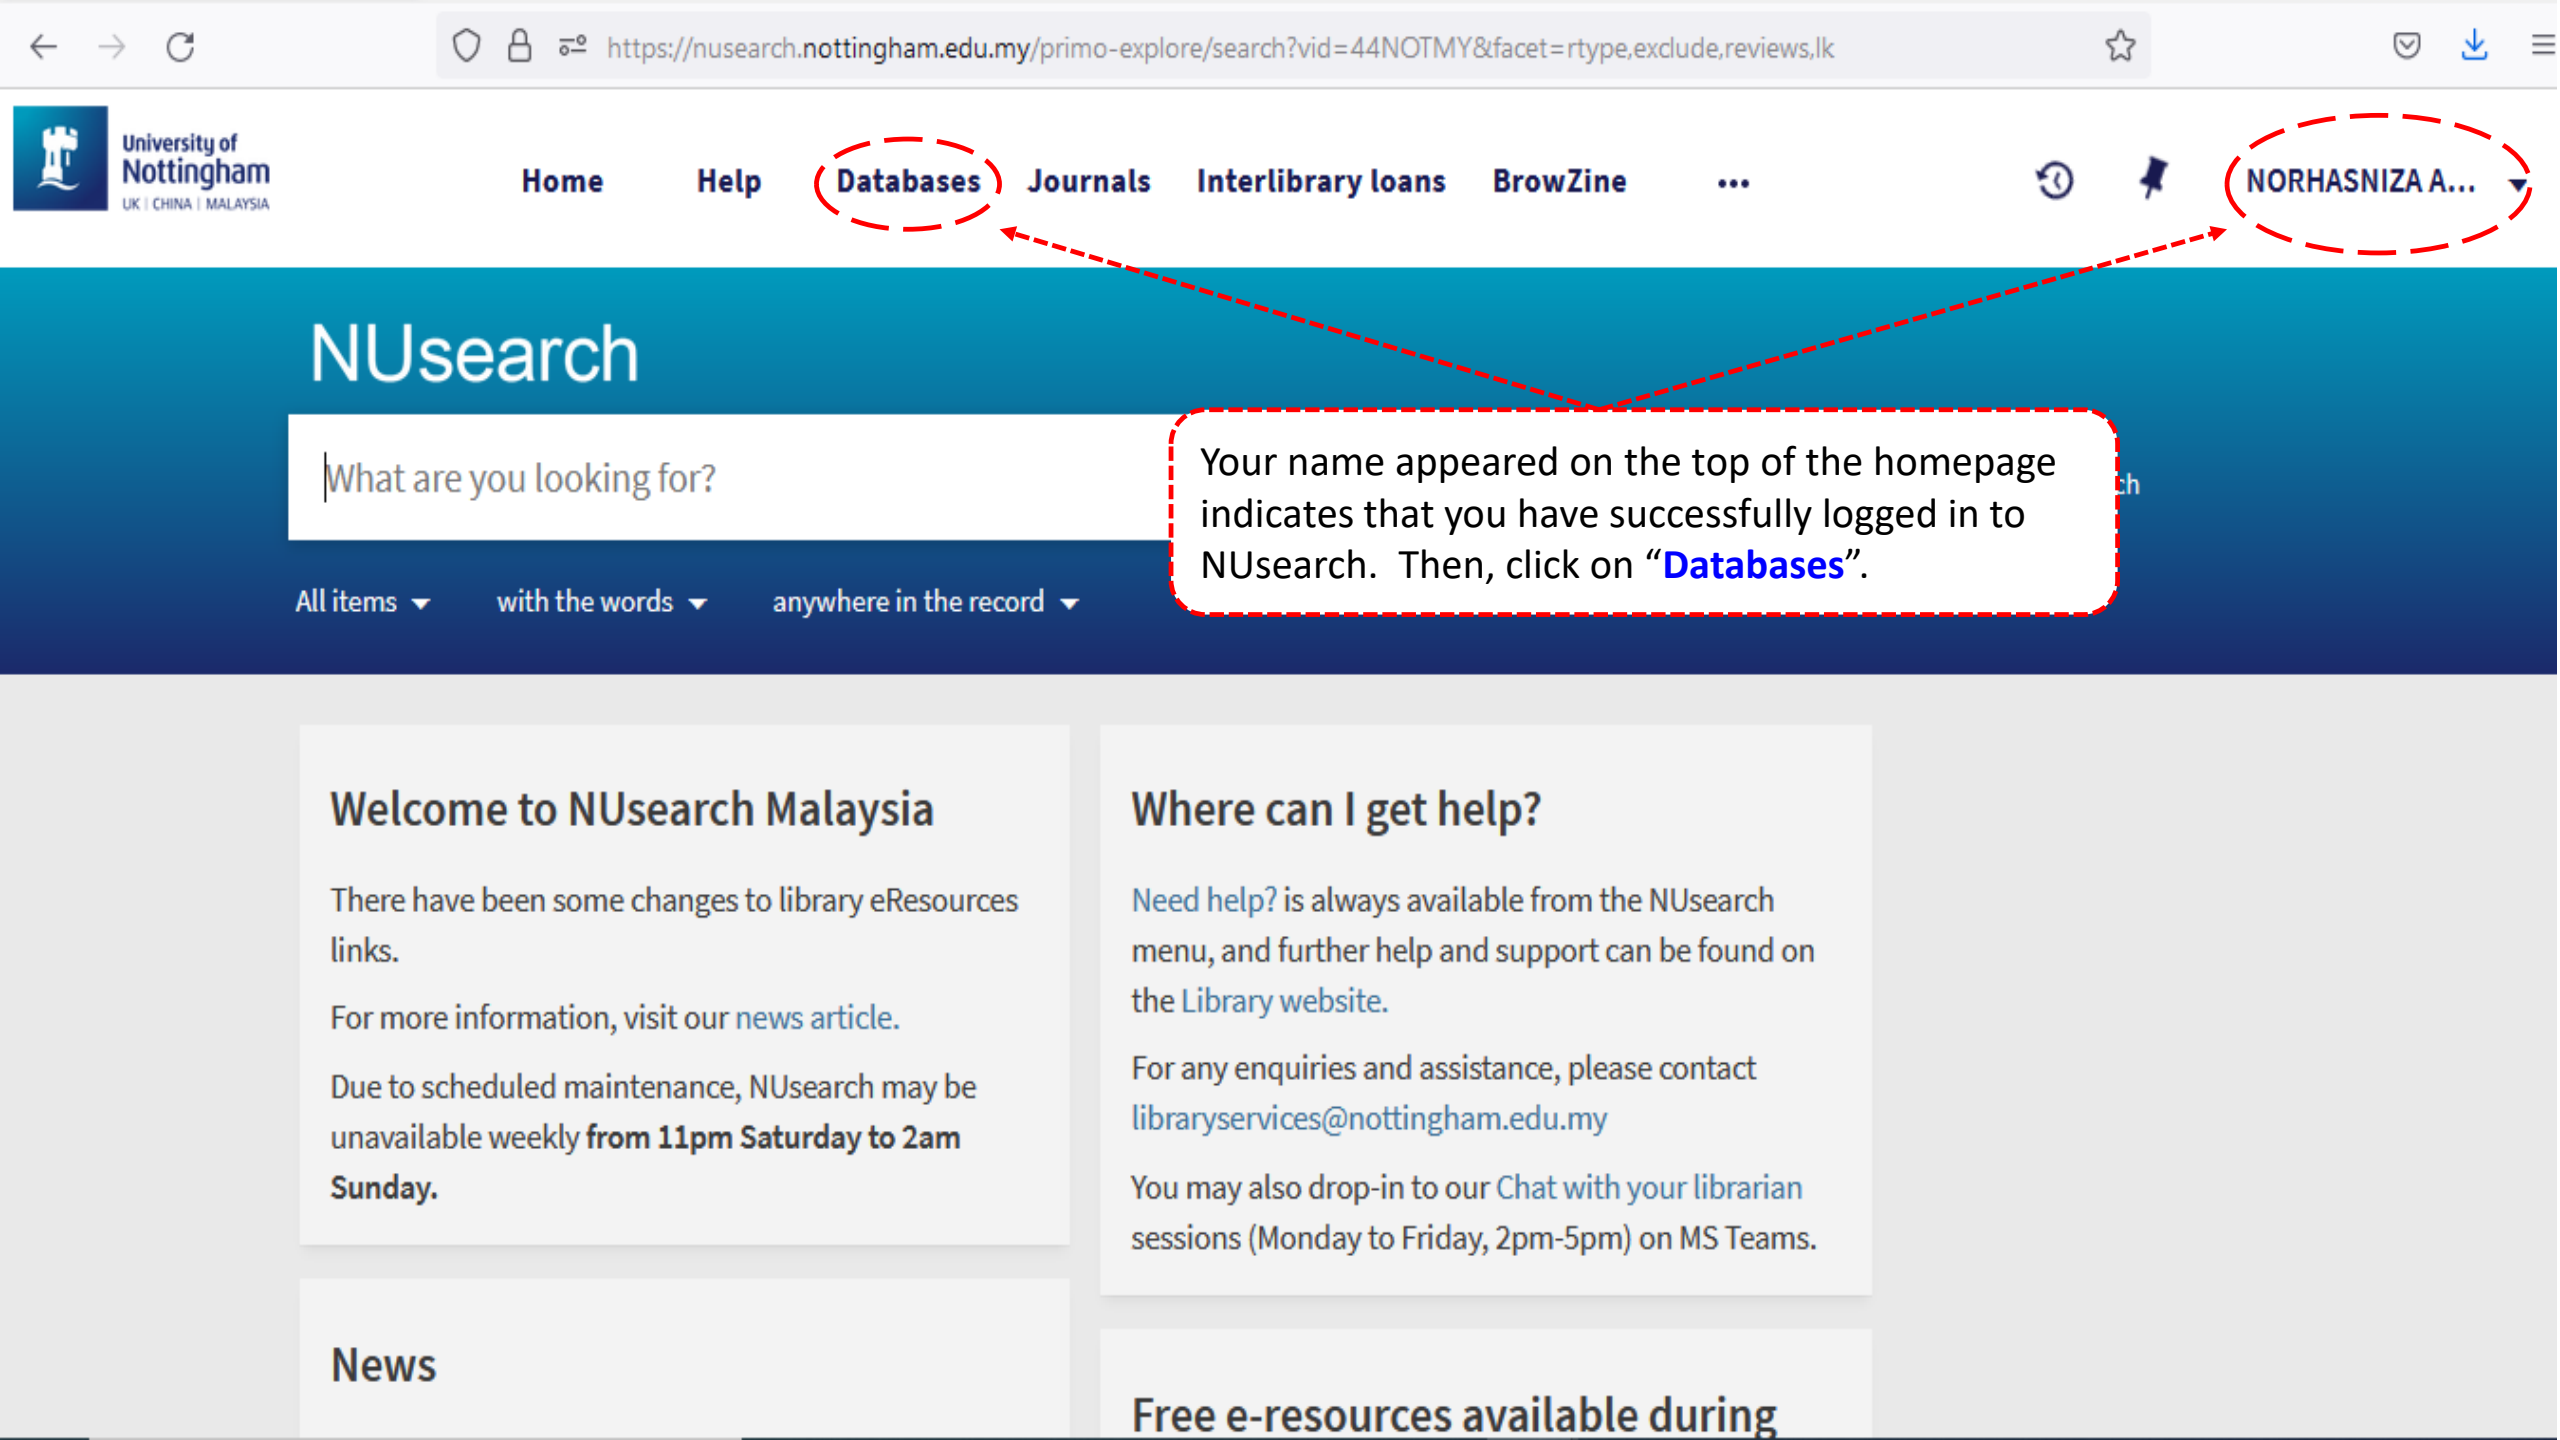 https://nusearch.nottingham.edu.my/primo-explore/search?vid=44NOTMY&facet=rtype,exclude,reviews,lk
University of
Nottingham
UK | CHINA | MALAYSIA
Home Help Databases Journals Interlibrary loans BrowZine ••• NORHASNIZA A...
NUsearch
What are you looking for?
Your name appeared on the top of the homepage
indicates that you have successfully logged in to
NUsearch. Then, click on “Databases”.
ch
All items with the words anywhere in the record
Welcome to NUsearch Malaysia
There have been some changes to library eResources
links.
For more information, visit our news article.
Due to scheduled maintenance, NUsearch may be
unavailable weekly from 11pm Saturday to 2am
Sunday.
News
Where can I get help?
Need help? is always available from the NUsearch
menu, and further help and support can be found on
the Library website.
For any enquiries and assistance, please contact
libraryservices@nottingham.edu.my
You may also drop-in to our Chat with your librarian
sessions (Monday to Friday, 2pm-5pm) on MS Teams.
Free e-resources available during